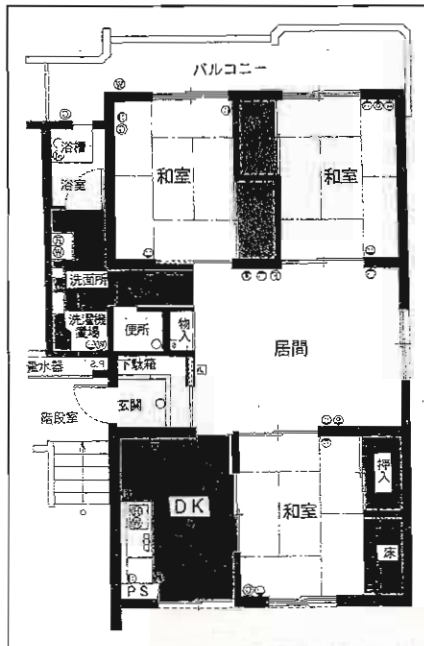 バルコニー
浴槽
浴室
和室
和室
洗面所
洗濯機
置場
便所
物入
居間
量水器
P.S
下駄箱
玄関
階段室
DK
和室
押入
床
PS